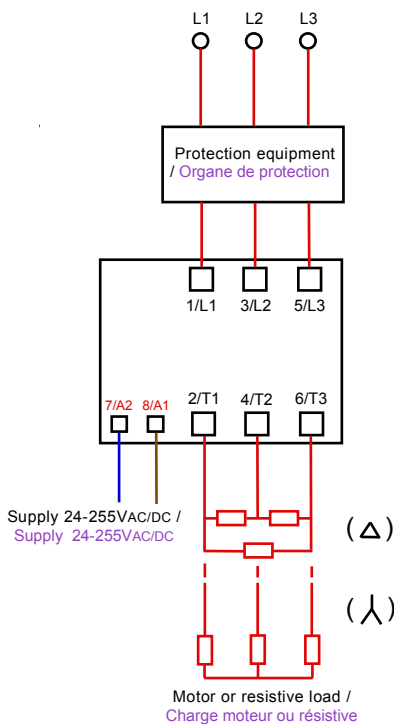 L1 L2 L3
Protection equipment
/ Organe de protection
1/L1 3/L2 5/L3
7/A2 8/A1 2/T1 4/T2 6/T3
Supply 24-255VAC/DC /
Supply 24-255VAC/DC
(Δ)
(⅄)
Motor or resistive load /
Charge moteur ou résistive